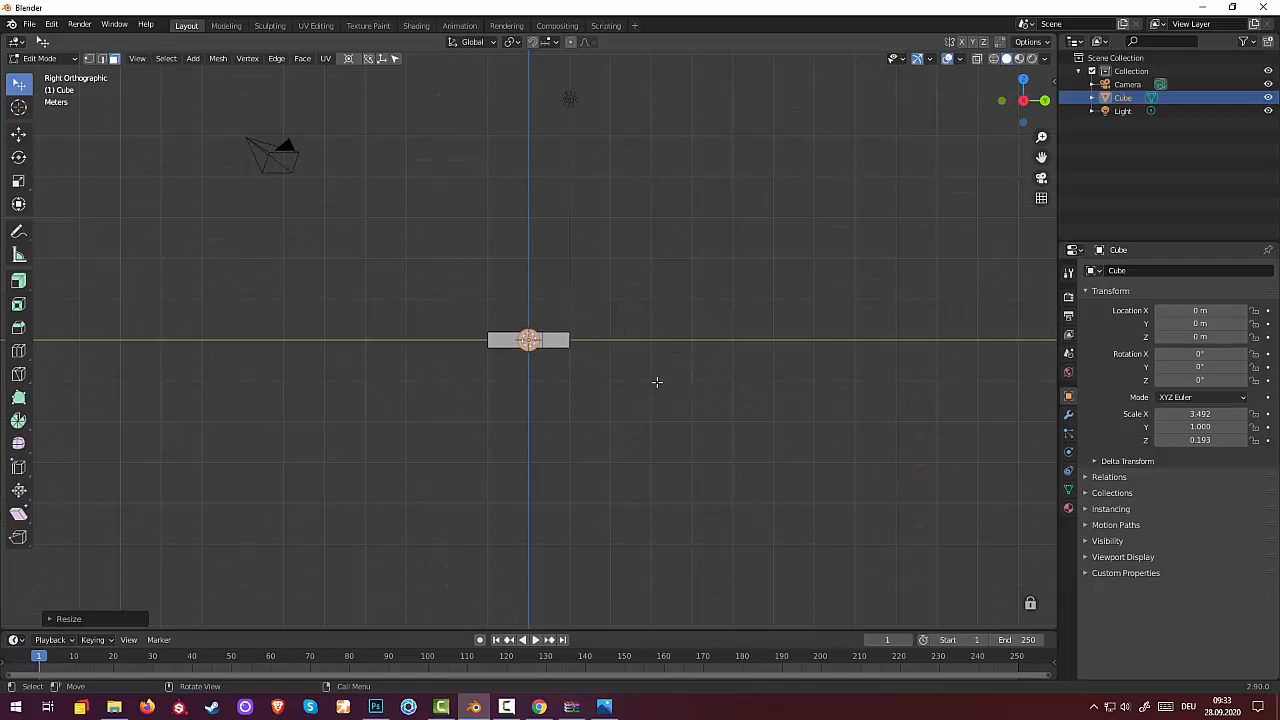 Blender
File Edit Render Window Help Layout Modeling Sculpting UV Editing Texture Paint Shading Animation Rendering Compositing Scripting + Scene View Layer
Global X Y Z Options
Edit Mode View Select Add Mesh Vertex Edge Face UV
Right Orthographic
(1) Cube
Meters
Z
Y
Resize
Scene Collection
Collection
Camera
Cube
Light
Cube
Cube
Transform
Location X 0 m
Y 0 m
Z 0 m
Rotation X 0°
Y 0°
Z 0°
Mode XYZ Euler
Scale X 3.492
Y 1.000
Z 0.193
Delta Transform
Relations
Collections
Instancing
Motion Paths
Visibility
Viewport Display
Custom Properties
Playback Keying View Marker 1 Start 1 End 250
1 10 20 30 40 50 60 70 80 90 100 110 120 130 140 150 160 170 180 190 200 210 220 230 240 250
Select Move Rotate View Call Menu 2.90.0
DEU 09:33
28.09.2020